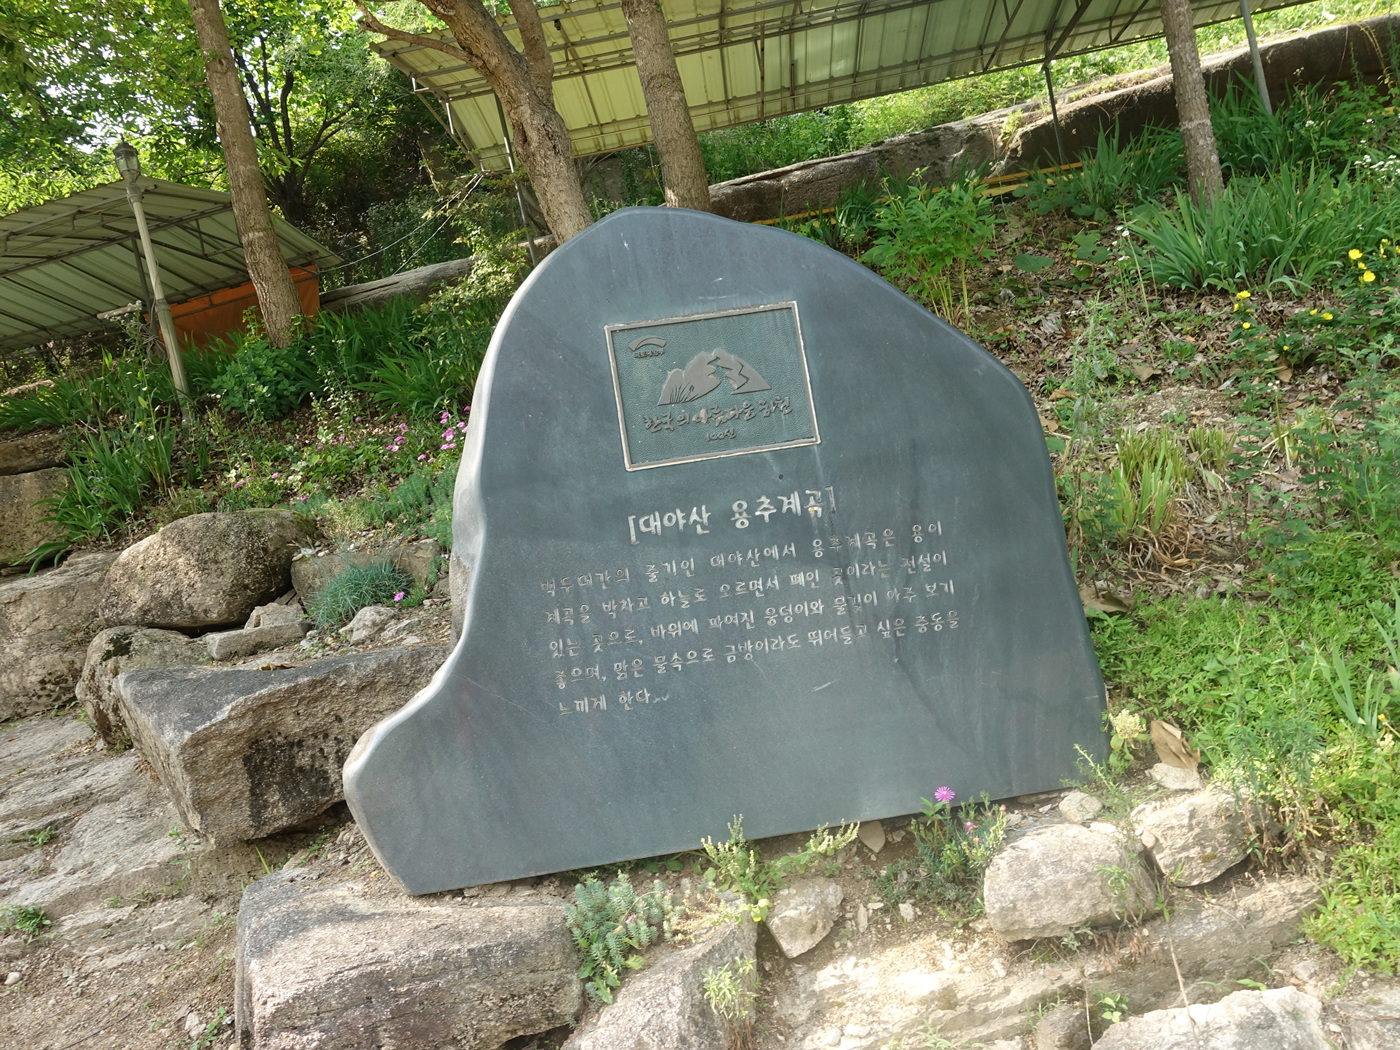 한국의 아름다운 하천
100선
[대야산 용추계곡]
백두대간의 줄기인 대야산에서 용추계곡은 용이
계곡을 박차고 하늘로 오르면서 패인 곳이라는 전설이
있는 곳으로, 바위에 파여진 웅덩이와 물길이 아주 보기
좋으며, 맑은 물속으로 금방이라도 뛰어들고 싶은 충동을
느끼게 한다...